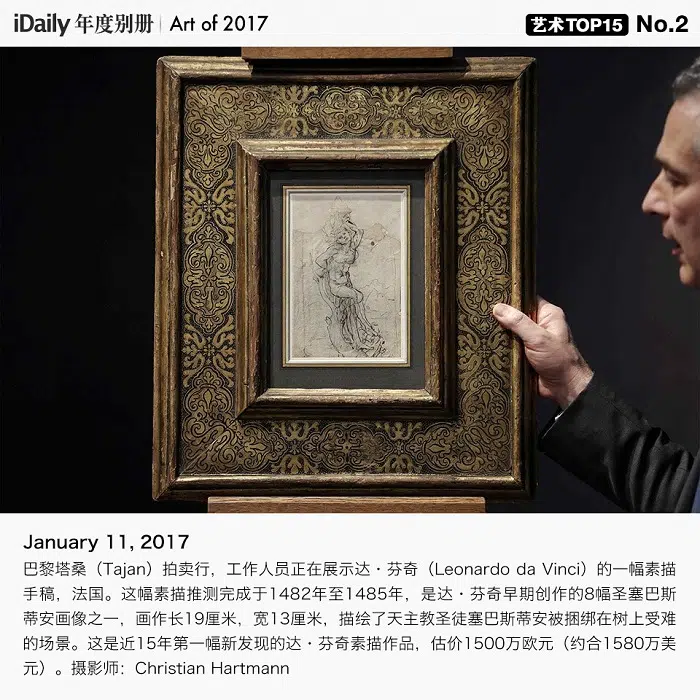 iDaily 年度别册 | Art of 2017
艺术TOP15 No.2
January 11, 2017
巴黎塔桑（Tajan）拍卖行，工作人员正在展示达·芬奇（Leonardo da Vinci）的一幅素描
手稿，法国。这幅素描推测完成于1482年至1485年，是达·芬奇早期创作的8幅圣塞巴斯
蒂安画像之一，画作长19厘米，宽13厘米，描绘了天主教圣徒塞巴斯蒂安被捆绑在树上受难
的场景。这是近15年第一幅新发现的达·芬奇素描作品，估价1500万欧元（约合1580万美
元）。摄影师：Christian Hartmann